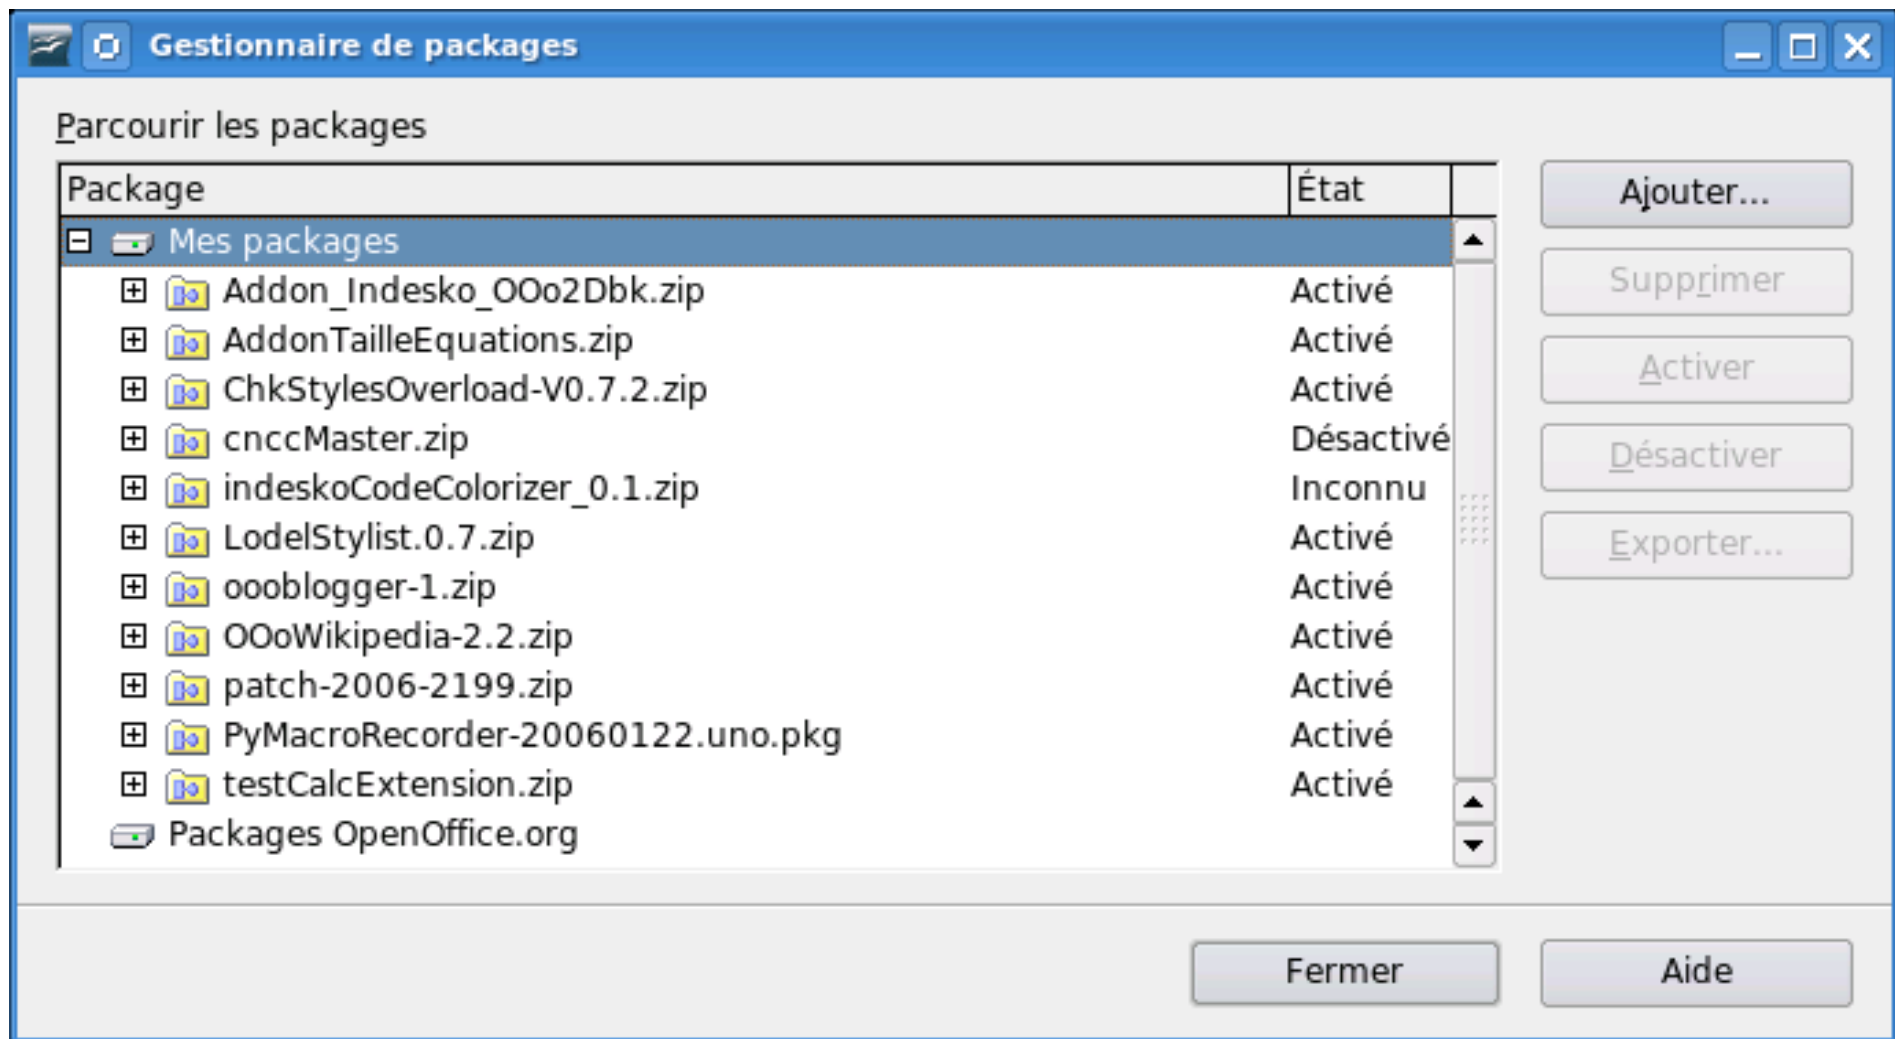 Gestionnaire de packages
Parcourir les packages
Package État
Mes packages
Addon_Indesko_OOo2Dbk.zip Activé
AddonTailleEquations.zip Activé
ChkStylesOverload-V0.7.2.zip Activé
cnccMaster.zip Désactivé
indeskoCodeColorizer_0.1.zip Inconnu
LodelStylist.0.7.zip Activé
oooblogger-1.zip Activé
OOoWikipedia-2.2.zip Activé
patch-2006-2199.zip Activé
PyMacroRecorder-20060122.uno.pkg Activé
testCalcExtension.zip Activé
Packages OpenOffice.org
Ajouter...
Supprimer
Activer
Désactiver
Exporter...
Fermer Aide